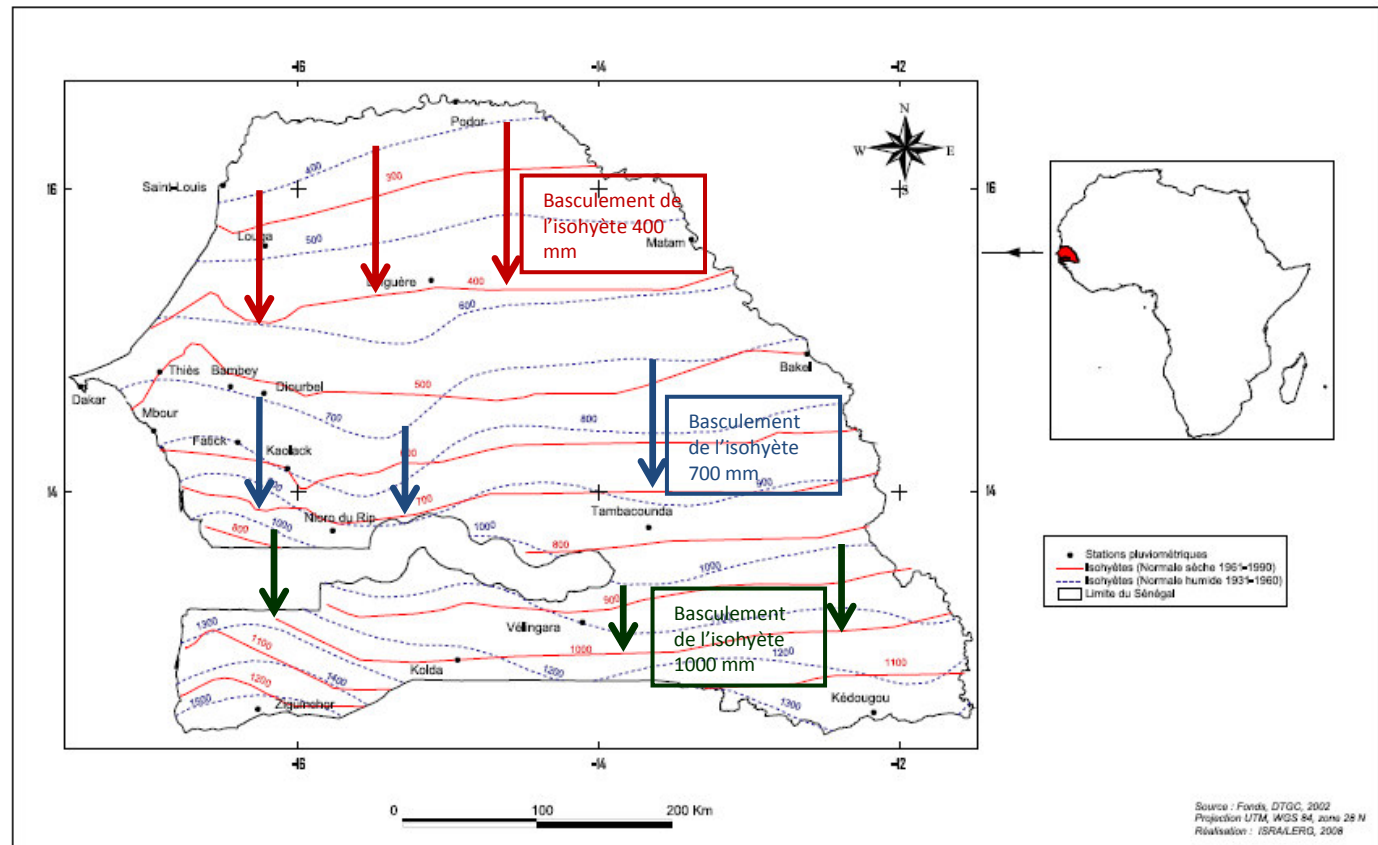 -16 -14 -12
N
W E
S
Podor
400
Saint-Louis
16 16
300
Basculement de
l'isohyète 400
mm
Louga
500
Matam
400
600
Bakel
Thiès Bambey
Diourbel
Dakar
500
Mbour
700
800
Basculement
de l'isohyète
700 mm
Fatick
Kaolack
14 900 14
700
1000
Nioro du Rip
Tambacounda
800
1000
800
1000
900
Basculement
de l'isohyète
1000 mm
Vélingara
1300
1100
1000
1200
1100
Kolda
1200
1400
1200
1300
Kédougou
1500
Ziguinchor
-16 -14 -12
Stations pluviométriques
Isohyètes (Normale sèche 1961-1990)
Isohyètes (Normale humide 1931-1960)
Limite du Sénégal
0 100 200 Km
Source : Fonds, DTGC, 2002
Projection UTM, WGS 84, zone 28 N
Réalisation : ISRA/LERG, 2008